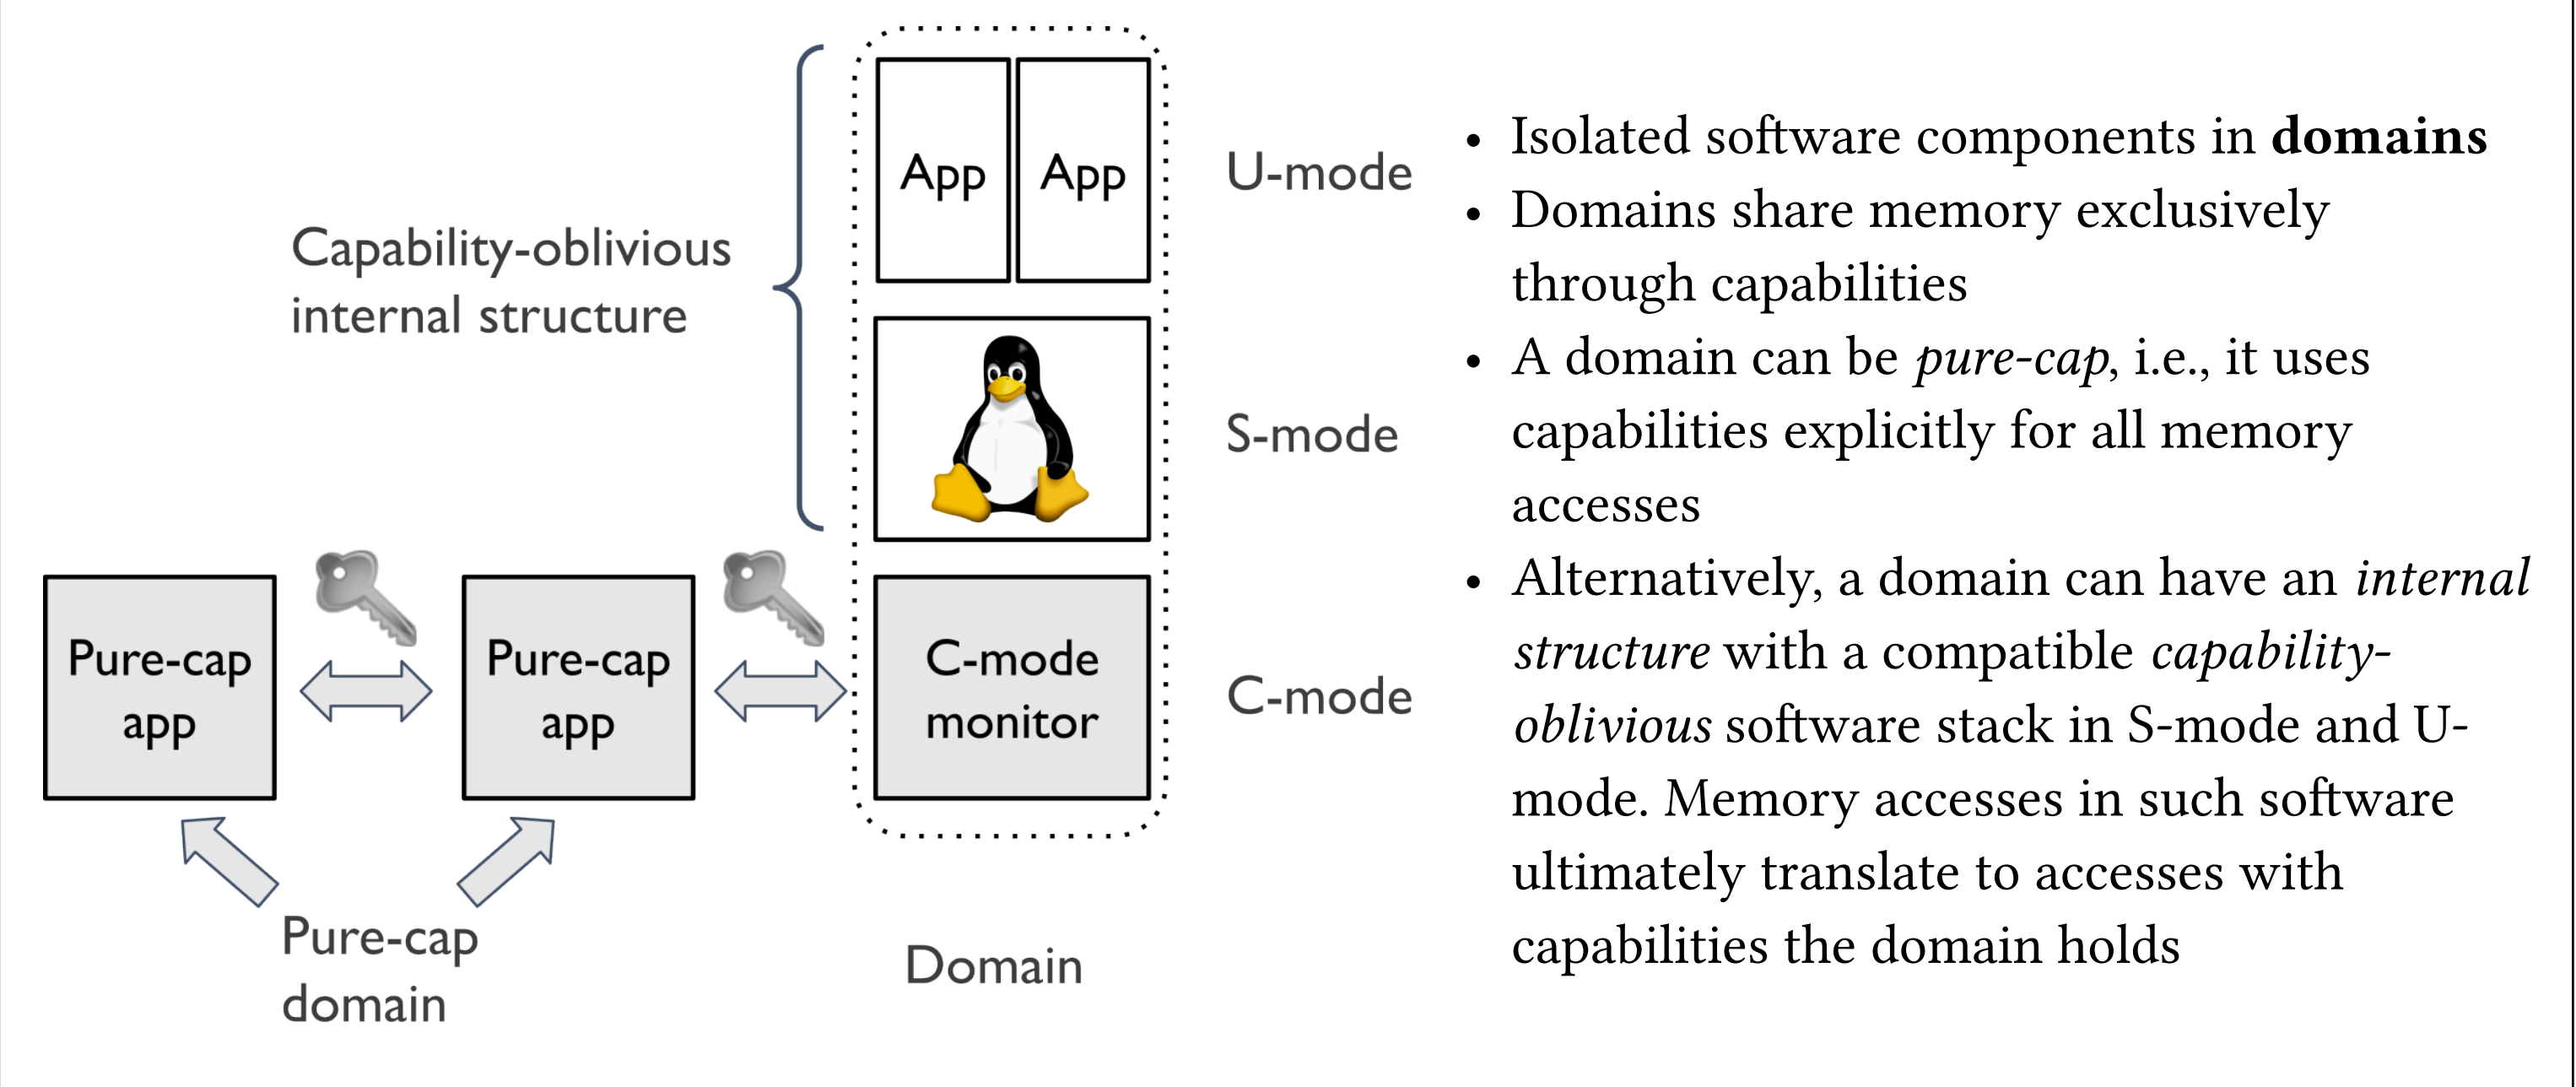 App
App
U-mode
Capability-oblivious
internal structure
S-mode
Pure-cap
app
Pure-cap
app
C-mode
monitor
C-mode
Pure-cap
domain
Domain
• Isolated software components in domains
• Domains share memory exclusively
through capabilities
• A domain can be pure-cap, i.e., it uses
capabilities explicitly for all memory
accesses
• Alternatively, a domain can have an internal
structure with a compatible capability-
oblivious software stack in S-mode and U-
mode. Memory accesses in such software
ultimately translate to accesses with
capabilities the domain holds